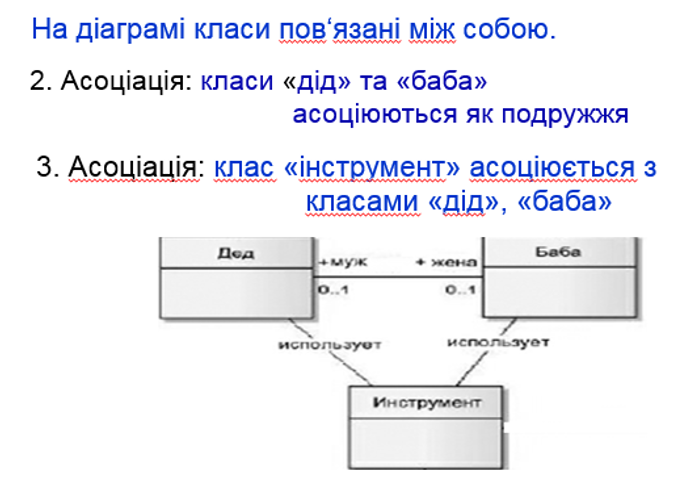 На діаграмі класи пов‘язані між собою.
2. Асоціація: класи «дід» та «баба»
асоціюються як подружжя
3. Асоціація: клас «інструмент» асоціюється з
класами «дід», «баба»
Дед
Баба
+муж
+ жена
0..1
0..1
использует
использует
Инструмент